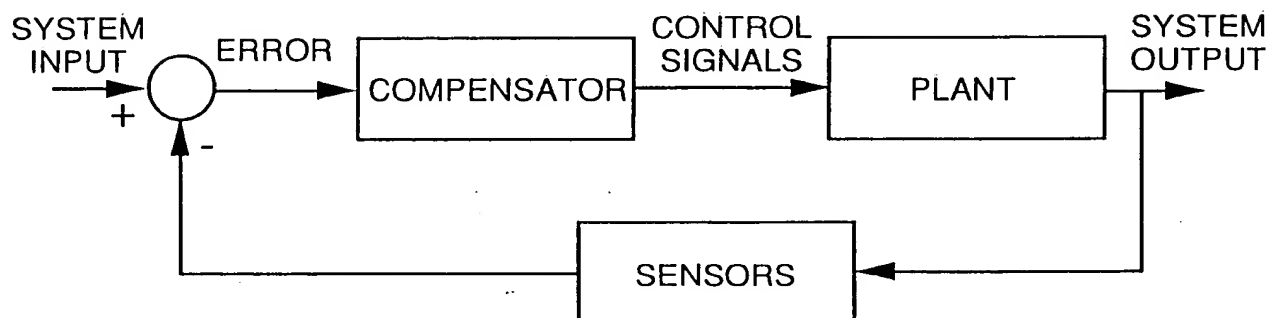 SYSTEM
INPUT
+
-
ERROR
COMPENSATOR
CONTROL
SIGNALS
PLANT
SYSTEM
OUTPUT
SENSORS